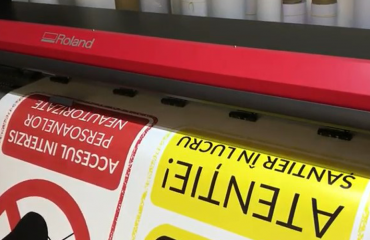 Roland
ACCESUL INTERZIS
PERSOANELOR
NEAUTORIZATE
ATENȚIE!
ȘANTIER ÎN LUCRU